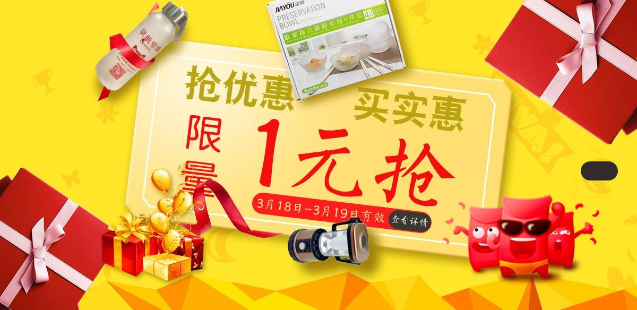 JIAYOU
PRESERVATION
BOWL
抢优惠 买实惠
限量
1元抢
3月18日-3月19日有效 查看详情